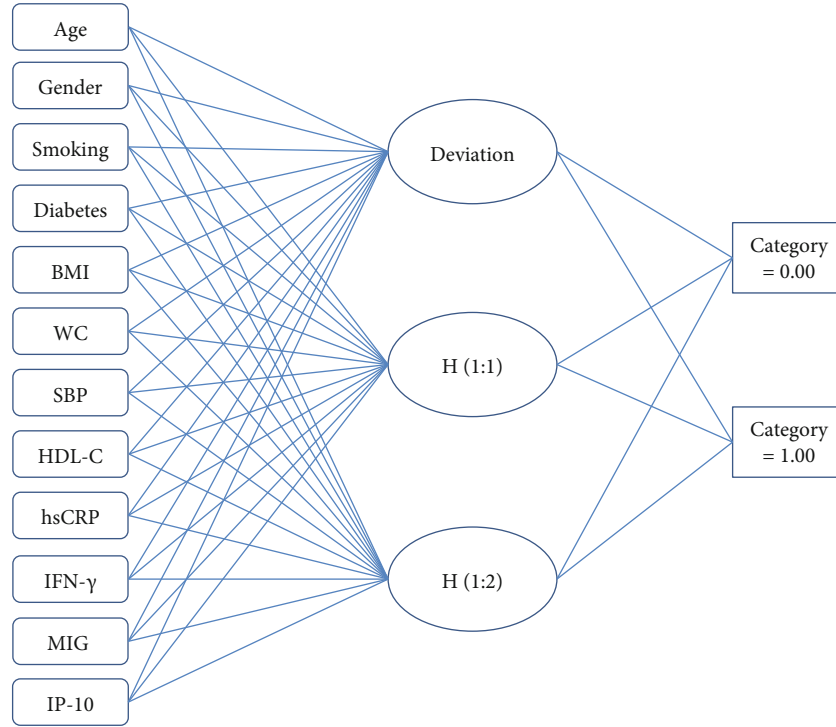 Age
Gender
Smoking
Diabetes
BMI
WC
SBP
HDL-C
hsCRP
IFN-γ
MIG
IP-10
Deviation
H (1:1)
H (1:2)
Category
= 0.00
Category
= 1.00